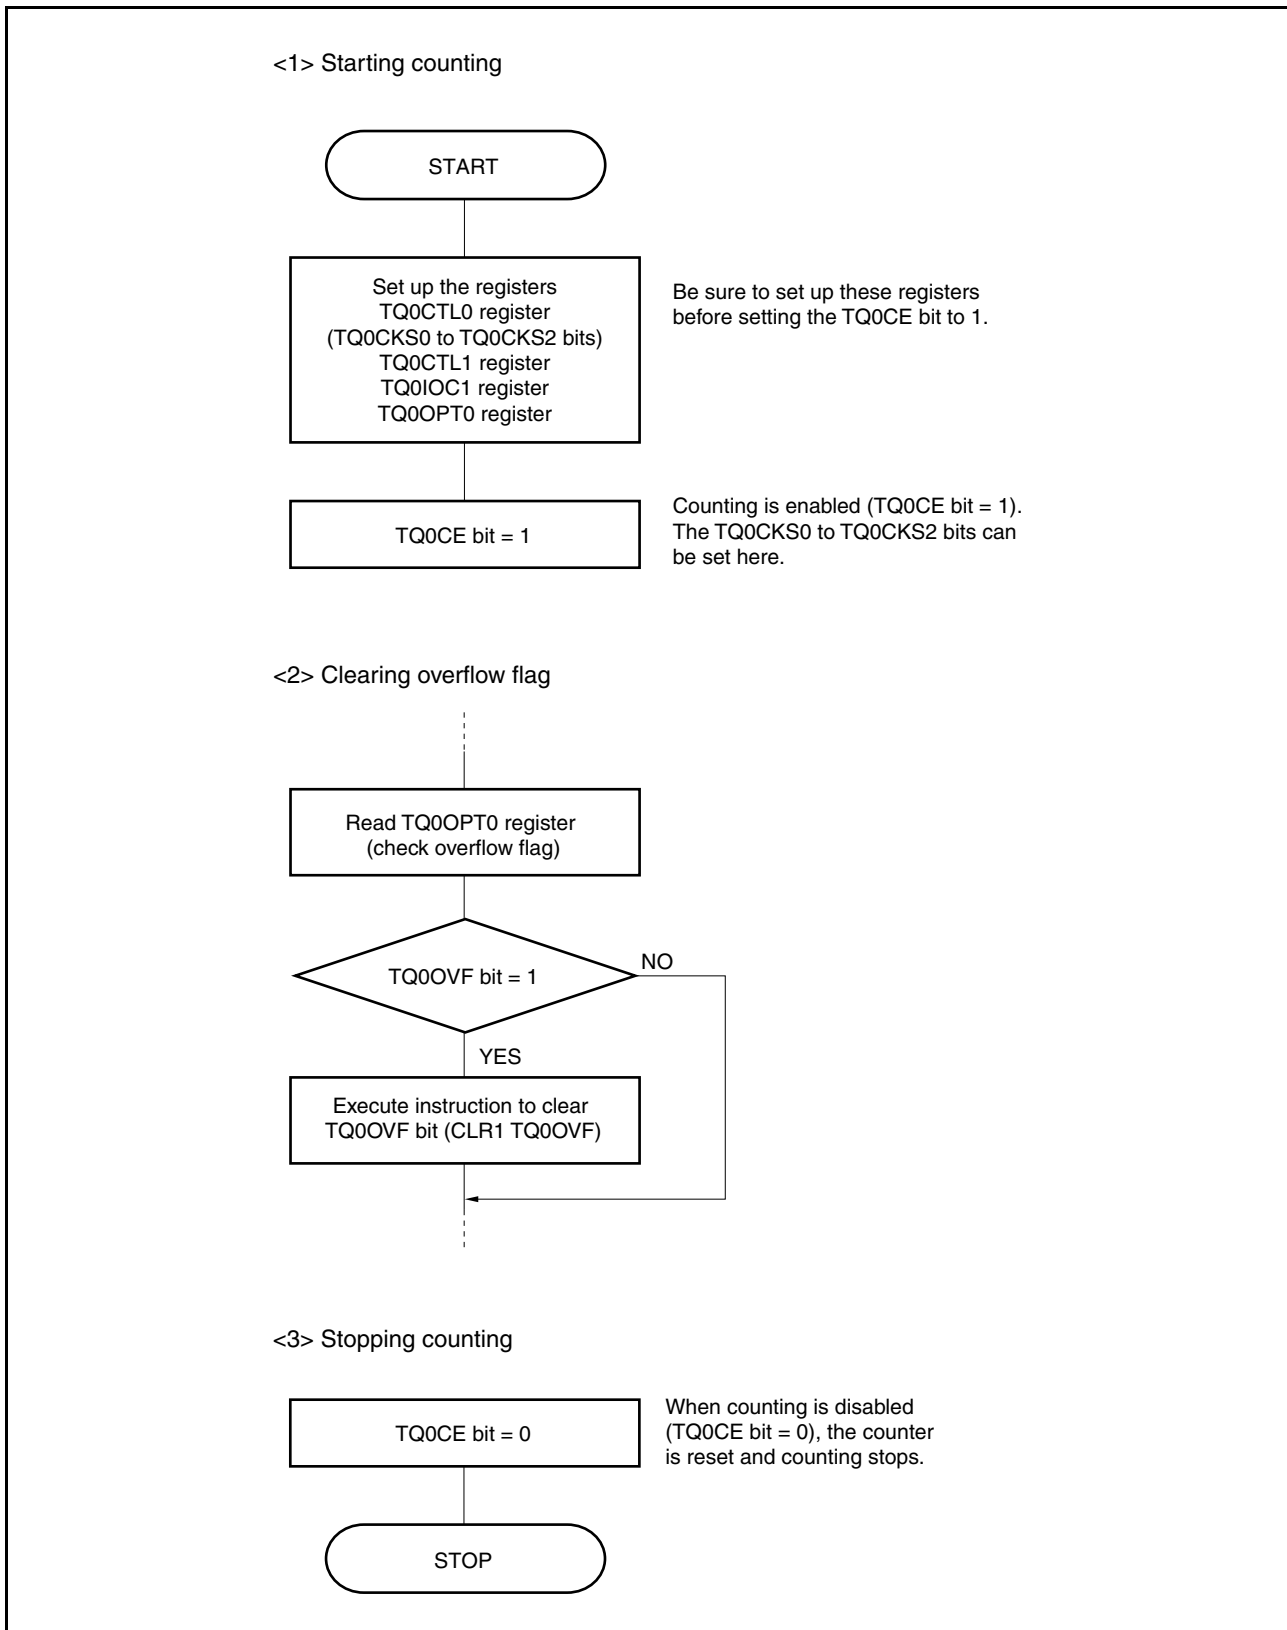 <1> Starting counting
START
Set up the registers
TQ0CTL0 register
(TQ0CKS0 to TQ0CKS2 bits)
TQ0CTL1 register
TQ0IOC1 register
TQ0OPT0 register
Be sure to set up these registers
before setting the TQ0CE bit to 1.
TQ0CE bit = 1
Counting is enabled (TQ0CE bit = 1).
The TQ0CKS0 to TQ0CKS2 bits can
be set here.
<2> Clearing overflow flag
Read TQ0OPT0 register
(check overflow flag)
TQ0OVF bit = 1
NO
YES
Execute instruction to clear
TQ0OVF bit (CLR1 TQ0OVF)
<3> Stopping counting
TQ0CE bit = 0
When counting is disabled
(TQ0CE bit = 0), the counter
is reset and counting stops.
STOP